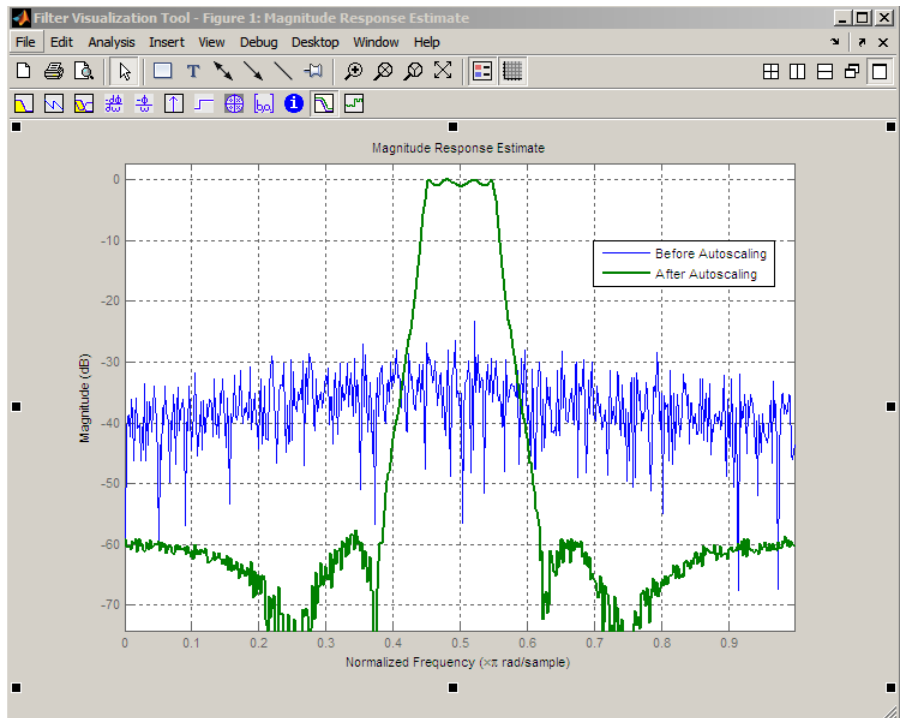 Filter Visualization Tool - Figure 1: Magnitude Response Estimate
File Edit Analysis Insert View Debug Desktop Window Help
T
[b,a]
i
Magnitude Response Estimate
Before Autoscaling
After Autoscaling
Magnitude (dB)
0
-10
-20
-30
-40
-50
-60
-70
0 0.1 0.2 0.3 0.4 0.5 0.6 0.7 0.8 0.9
Normalized Frequency (×π rad/sample)